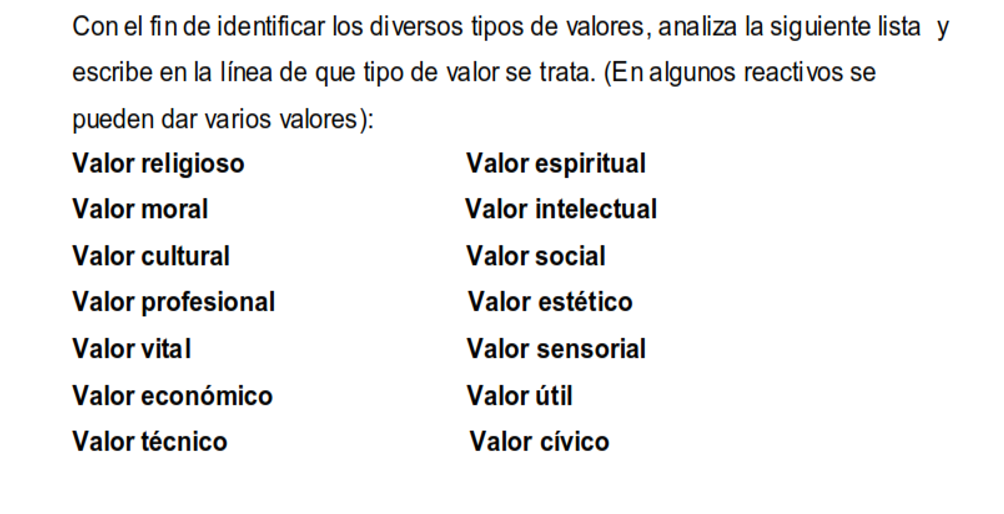 Con el fin de identificar los diversos tipos de valores, analiza la siguiente lista y
escribe en la línea de que tipo de valor se trata. (En algunos reactivos se
pueden dar varios valores):
Valor religioso Valor espiritual
Valor moral Valor intelectual
Valor cultural Valor social
Valor profesional Valor estético
Valor vital Valor sensorial
Valor económico Valor útil
Valor técnico Valor cívico